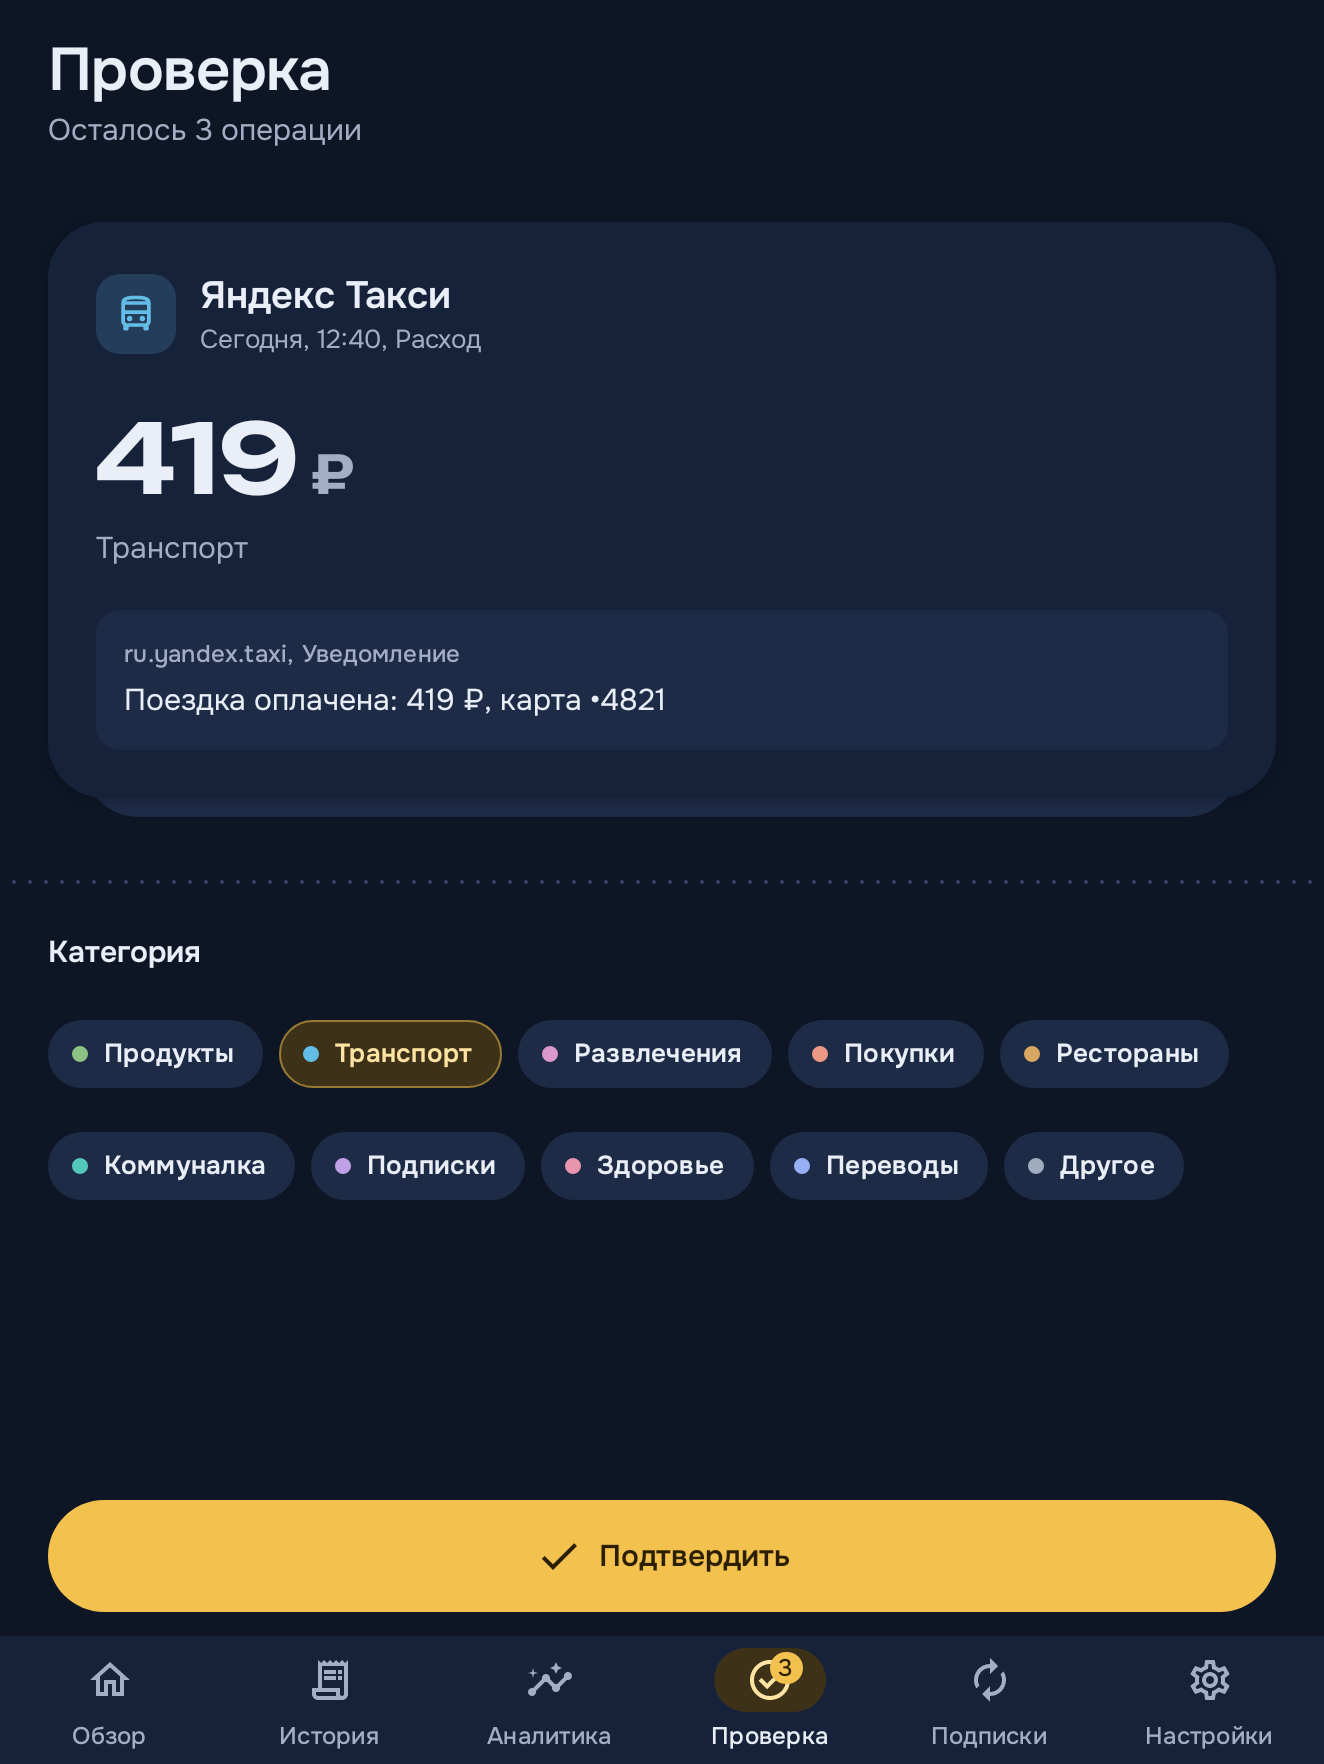 Проверка
Осталось 3 операции
Яндекс Такси
Сегодня, 12:40, Расход
419 ₽
Транспорт
ru.yandex.taxi, Уведомление
Поездка оплачена: 419 ₽, карта •4821
Категория
Продукты Транспорт Развлечения Покупки Рестораны
Коммуналка Подписки Здоровье Переводы Другое
Подтвердить
3
Обзор История Аналитика Проверка Подписки Настройки